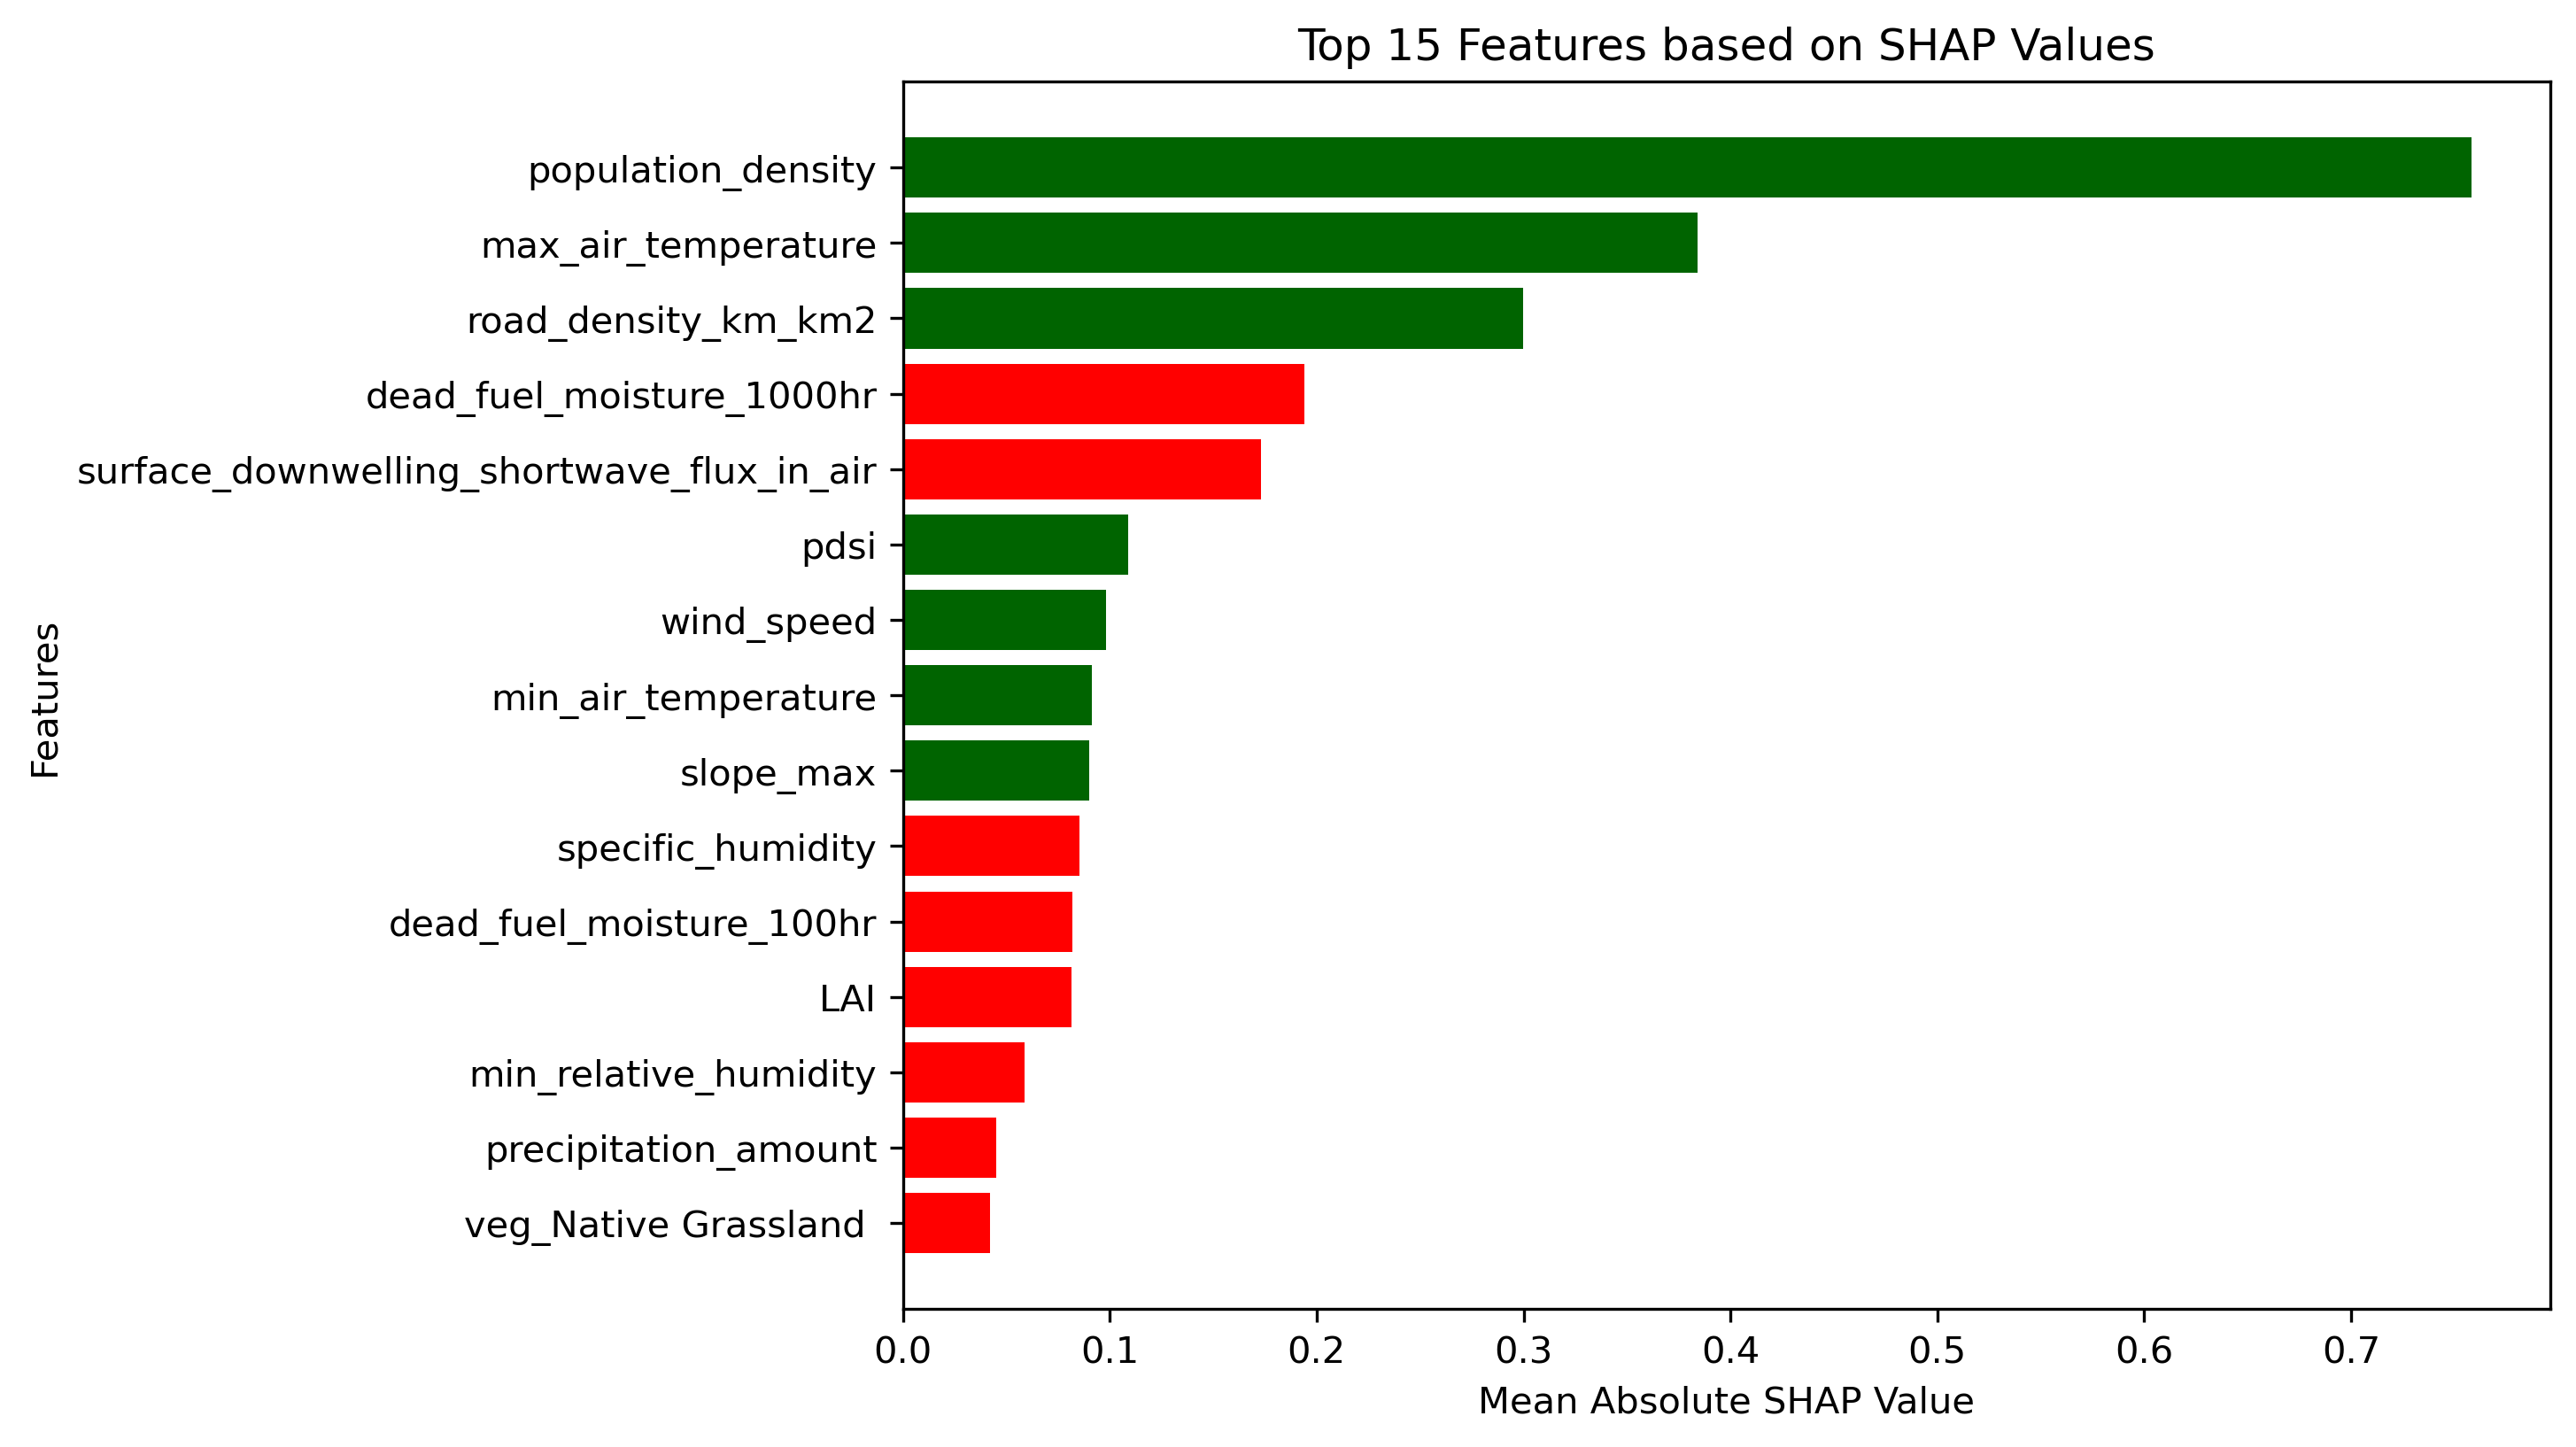 Top 15 Features based on SHAP Values
Features
population_density
max_air_temperature
road_density_km_km2
dead_fuel_moisture_1000hr
surface_downwelling_shortwave_flux_in_air
pdsi
wind_speed
min_air_temperature
slope_max
specific_humidity
dead_fuel_moisture_100hr
LAI
min_relative_humidity
precipitation_amount
veg_Native Grassland
0.0 0.1 0.2 0.3 0.4 0.5 0.6 0.7
Mean Absolute SHAP Value